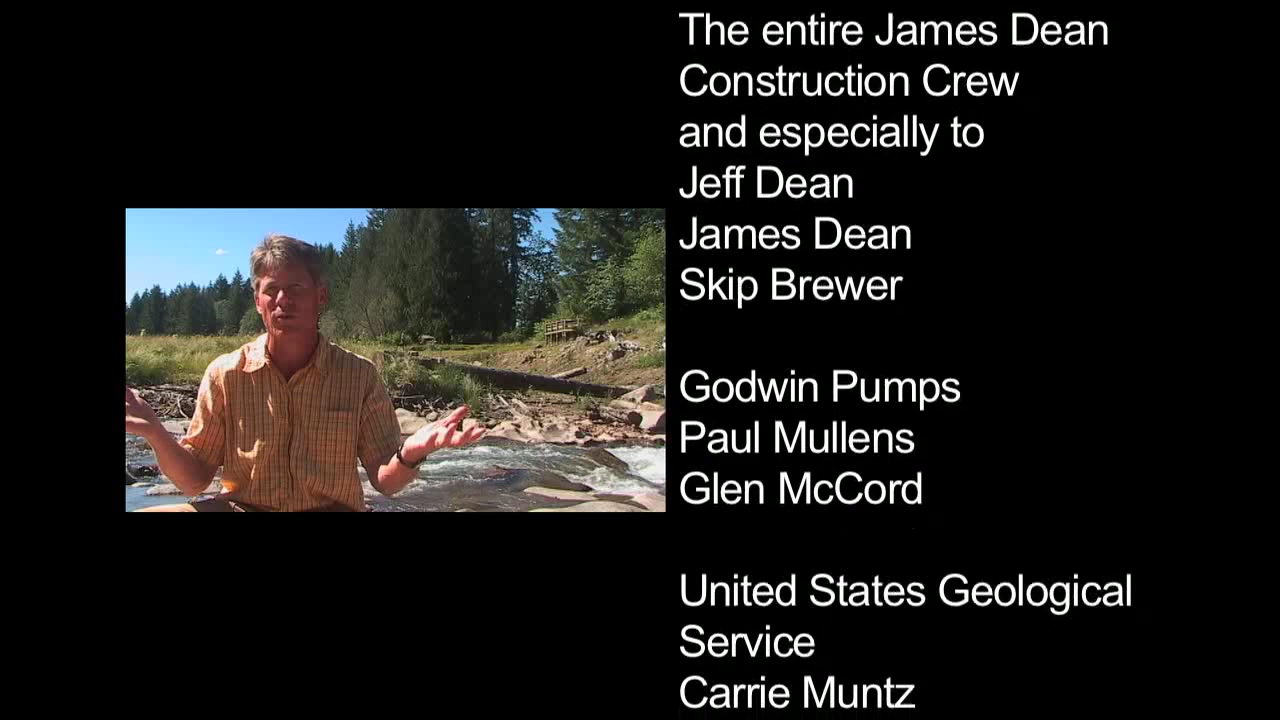 The entire James Dean
Construction Crew
and especially to
Jeff Dean
James Dean
Skip Brewer
Godwin Pumps
Paul Mullens
Glen McCord
United States Geological
Service
Carrie Muntz